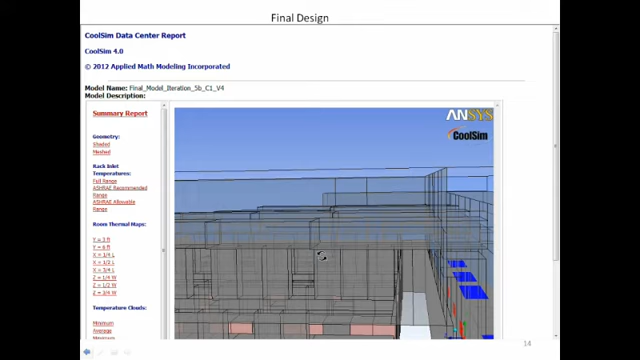 Final Design
CoolSim Data Center Report
CoolSim 4.0
© 2012 Applied Math Modeling Incorporated
Model Name: Final_Model_Iteration_5b_C1_V4
Model Description:
Summary Report
Geometry:
Shaded
Meshed
Rack Inlet
Temperatures:
Full Range
ASHRAE Recommended
Range
ASHRAE Allowable
Range
Room Thermal Maps:
Y = 3 ft
Y = 6 ft
X = 1/4 L
X = 1/2 L
X = 3/4 L
Z = 1/4 W
Z = 1/2 W
Z = 3/4 W
Temperature Clouds:
Minimum
Average
Maximum
ANSYS
CoolSim
14